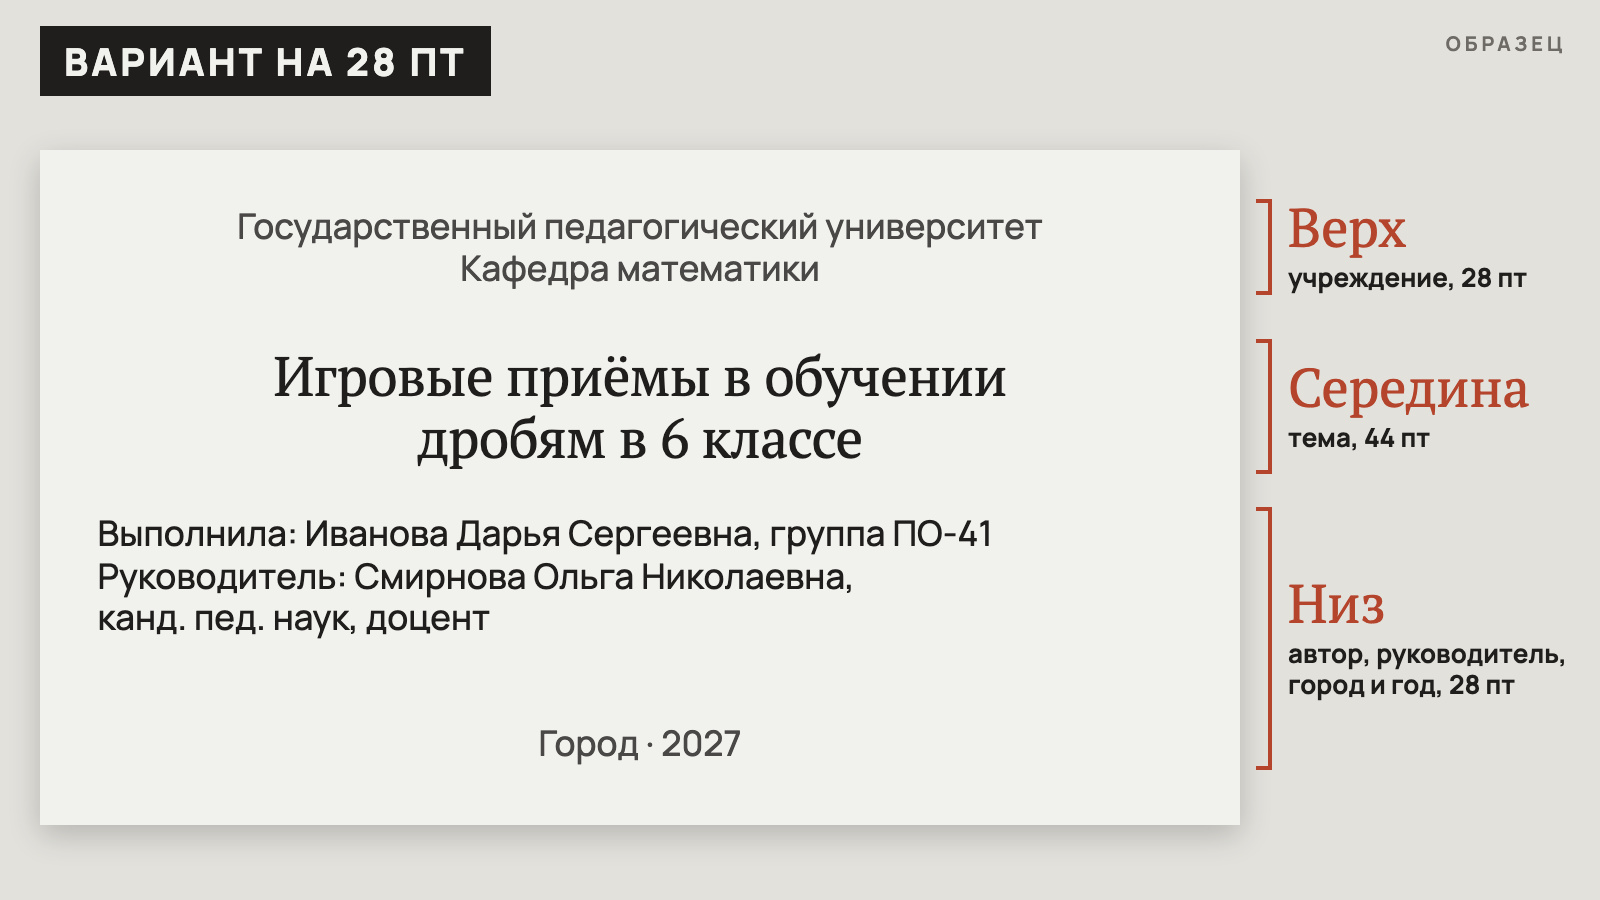 ВАРИАНТ НА 28 ПТ
ОБРАЗЕЦ
Государственный педагогический университет
Кафедра математики
Игровые приёмы в обучении
дробям в 6 классе
Выполнила: Иванова Дарья Сергеевна, группа ПО-41
Руководитель: Смирнова Ольга Николаевна,
канд. пед. наук, доцент
Город · 2027
Верх
учреждение, 28 пт
Середина
тема, 44 пт
Низ
автор, руководитель,
город и год, 28 пт